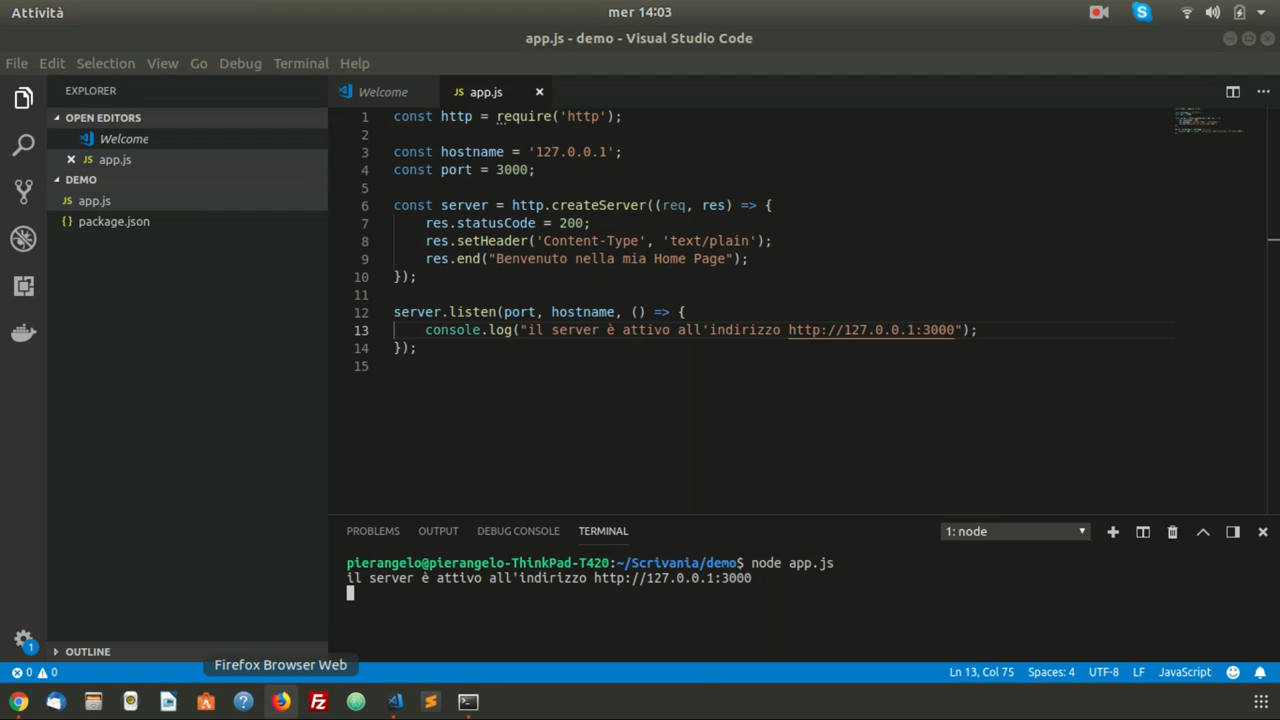 Attività
mer 14:03
app.js - demo - Visual Studio Code
File Edit Selection View Go Debug Terminal Help
EXPLORER
OPEN EDITORS
Welcome
JS app.js
DEMO
JS app.js
{} package.json
OUTLINE
Welcome
JS app.js
1 const http = require('http');
2
3 const hostname = '127.0.0.1';
4 const port = 3000;
5
6 const server = http.createServer((req, res) => {
7 res.statusCode = 200;
8 res.setHeader('Content-Type', 'text/plain');
9 res.end("Benvenuto nella mia Home Page");
10 });
11
12 server.listen(port, hostname, () => {
13 console.log("il server è attivo all'indirizzo http://127.0.0.1:3000");
14 });
15
PROBLEMS OUTPUT DEBUG CONSOLE TERMINAL
1: node
pierangelo@pierangelo-ThinkPad-T420:~/Scrivania/demo$ node app.js
il server è attivo all'indirizzo http://127.0.0.1:3000
Firefox Browser Web
1
0 0
Ln 13, Col 75 Spaces: 4 UTF-8 LF JavaScript